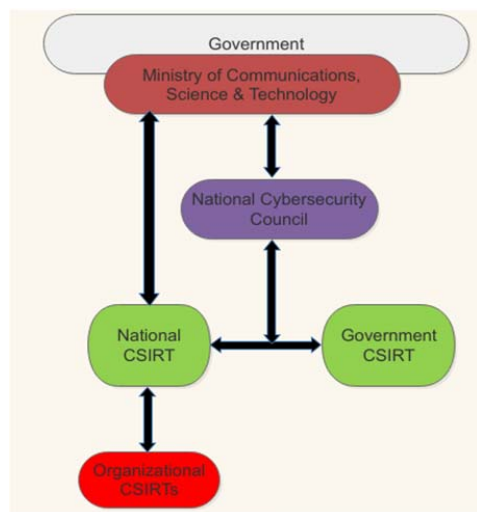 Government
Ministry of Communications,
Science & Technology
National Cybersecurity
Council
National
CSIRT
Government
CSIRT
Organizational
CSIRTs